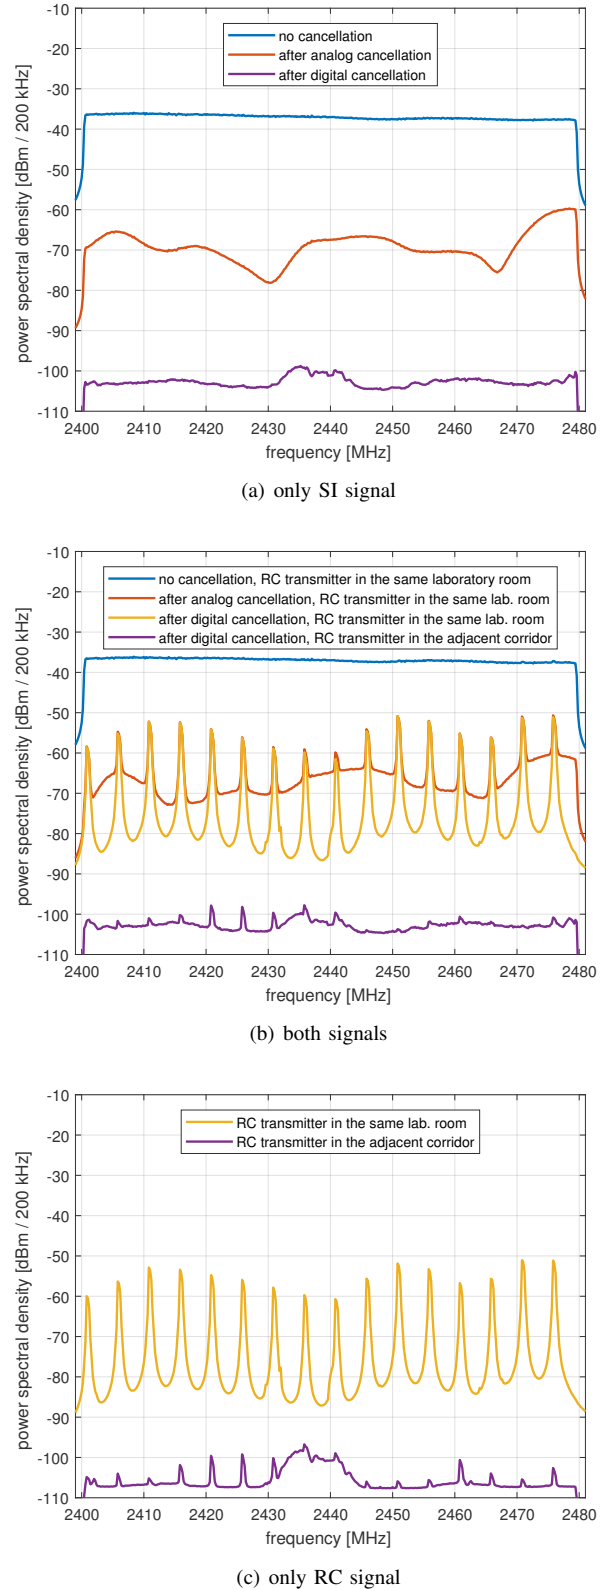 -10
-20
-30
-40
-50
-60
-70
-80
-90
-100
-110
power spectral density [dBm / 200 kHz]
no cancellation
after analog cancellation
after digital cancellation
2400 2410 2420 2430 2440 2450 2460 2470 2480
frequency [MHz]
(a) only SI signal
-10
-20
-30
-40
-50
-60
-70
-80
-90
-100
-110
power spectral density [dBm / 200 kHz]
no cancellation, RC transmitter in the same laboratory room
after analog cancellation, RC transmitter in the same lab. room
after digital cancellation, RC transmitter in the same lab. room
after digital cancellation, RC transmitter in the adjacent corridor
2400 2410 2420 2430 2440 2450 2460 2470 2480
frequency [MHz]
(b) both signals
-10
-20
-30
-40
-50
-60
-70
-80
-90
-100
-110
power spectral density [dBm / 200 kHz]
RC transmitter in the same lab. room
RC transmitter in the adjacent corridor
2400 2410 2420 2430 2440 2450 2460 2470 2480
frequency [MHz]
(c) only RC signal